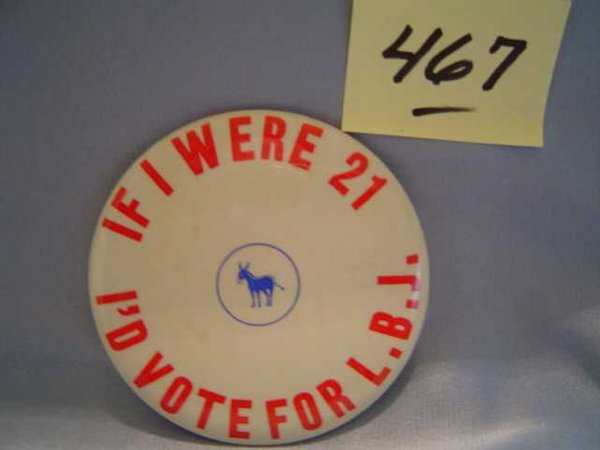 467
IF I WERE 21
I'D VOTE FOR L.B.J.